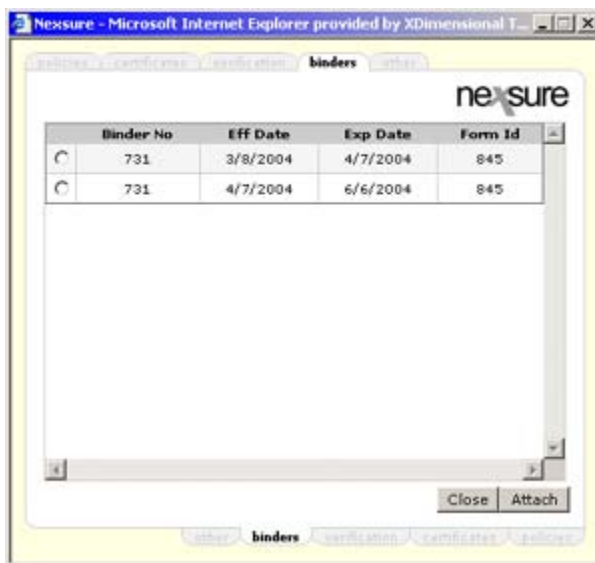 Nexsure - Microsoft Internet Explorer provided by XDimensional T...
policies certificates verification binders other
nexsure
Binder No Eff Date Exp Date Form Id
731 3/8/2004 4/7/2004 845
731 4/7/2004 6/6/2004 845
Close Attach
other binders verification certificates policies